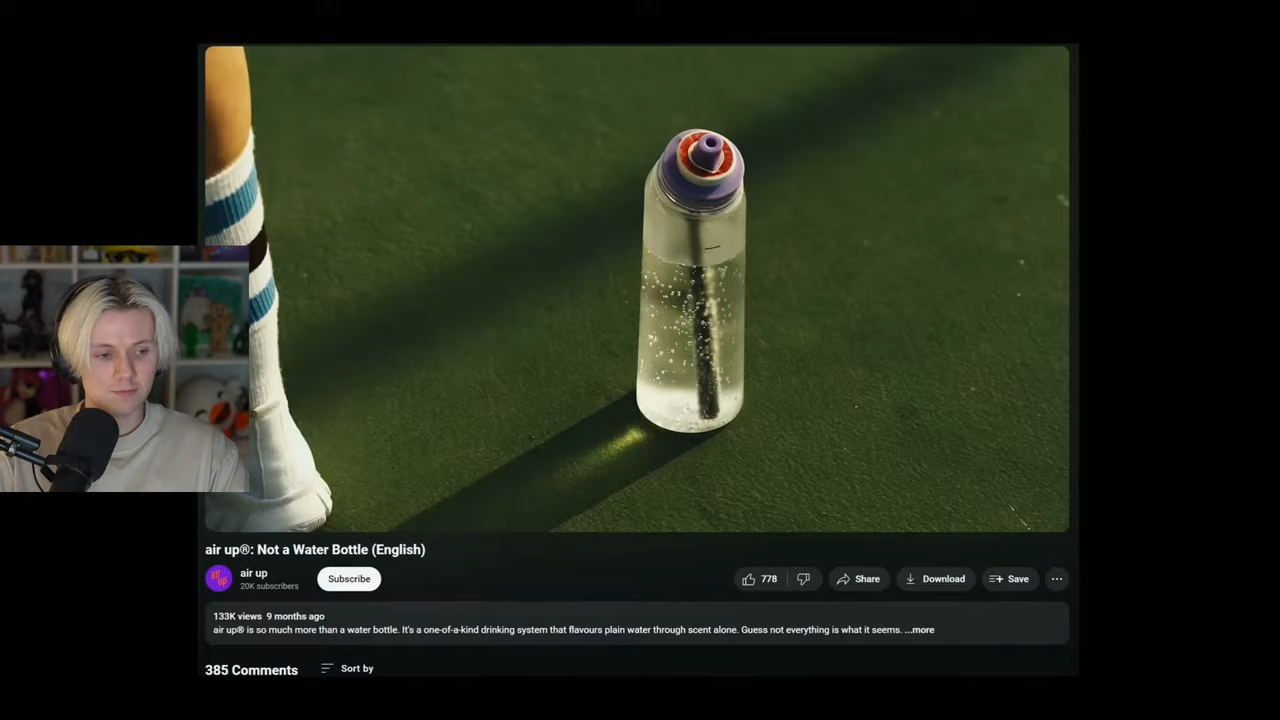 air up®: Not a Water Bottle (English)
air up
air up
20K subscribers
Subscribe
778
Share
Download
Save
133K views 9 months ago
air up® is so much more than a water bottle. It's a one-of-a-kind drinking system that flavours plain water through scent alone. Guess not everything is what it seems. ...more
385 Comments
Sort by